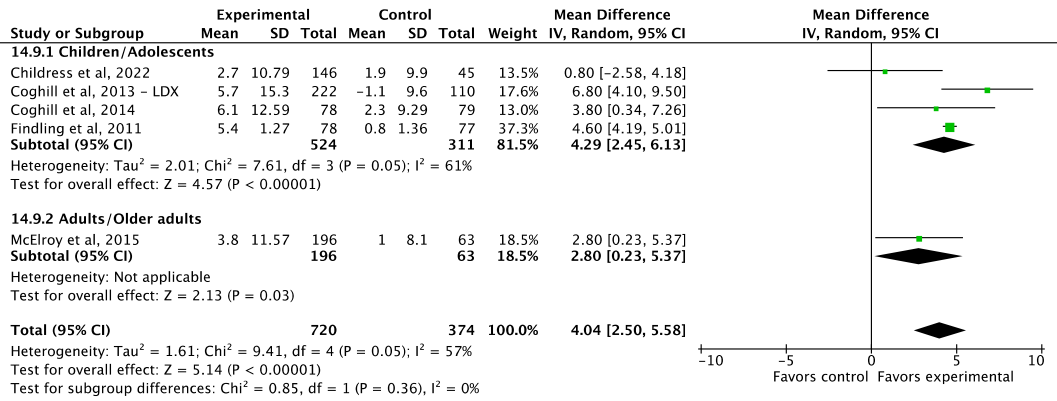 Experimental Control Mean Difference Mean Difference
Study or Subgroup Mean SD Total Mean SD Total Weight IV, Random, 95% CI IV, Random, 95% CI
14.9.1 Children/Adolescents
Childress et al, 2022 2.7 10.79 146 1.9 9.9 45 13.5% 0.80 [-2.58, 4.18]
Coghill et al, 2013 – LDX 5.7 15.3 222 -1.1 9.6 110 17.6% 6.80 [4.10, 9.50]
Coghill et al, 2014 6.1 12.59 78 2.3 9.29 79 13.0% 3.80 [0.34, 7.26]
Findling et al, 2011 5.4 1.27 78 0.8 1.36 77 37.3% 4.60 [4.19, 5.01]
Subtotal (95% CI) 524 311 81.5% 4.29 [2.45, 6.13]
Heterogeneity: Tau² = 2.01; Chi² = 7.61, df = 3 (P = 0.05); I² = 61%
Test for overall effect: Z = 4.57 (P < 0.00001)
14.9.2 Adults/Older adults
McElroy et al, 2015 3.8 11.57 196 1 8.1 63 18.5% 2.80 [0.23, 5.37]
Subtotal (95% CI) 196 63 18.5% 2.80 [0.23, 5.37]
Heterogeneity: Not applicable
Test for overall effect: Z = 2.13 (P = 0.03)
Total (95% CI) 720 374 100.0% 4.04 [2.50, 5.58]
Heterogeneity: Tau² = 1.61; Chi² = 9.41, df = 4 (P = 0.05); I² = 57%
Test for overall effect: Z = 5.14 (P < 0.00001)
Test for subgroup differences: Chi² = 0.85, df = 1 (P = 0.36), I² = 0%
-10 -5 0 5 10
Favors control Favors experimental